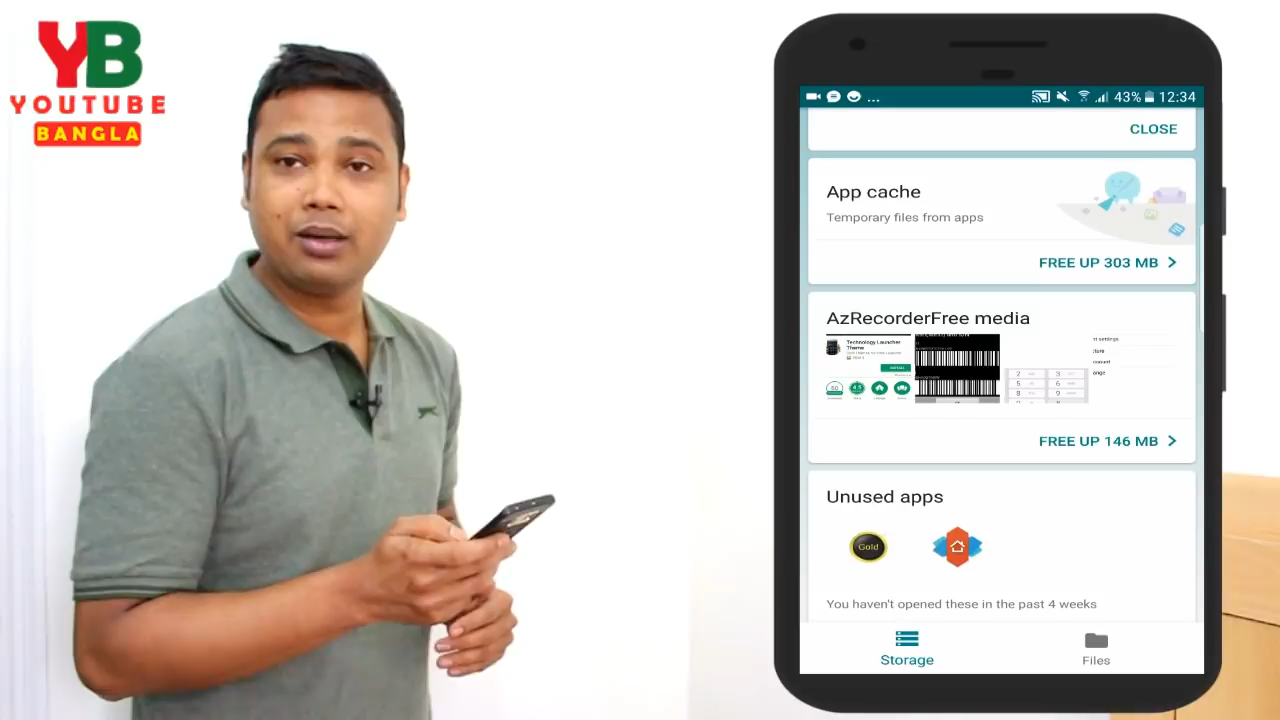 YB
YOUTUBE
BANGLA
... 43% 12:34
CLOSE
App cache
Temporary files from apps
FREE UP 303 MB
AzRecorderFree media
Technology Launcher
Theme
INSTALL
FREE UP 146 MB
Unused apps
Gold
You haven't opened these in the past 4 weeks
Storage
Files